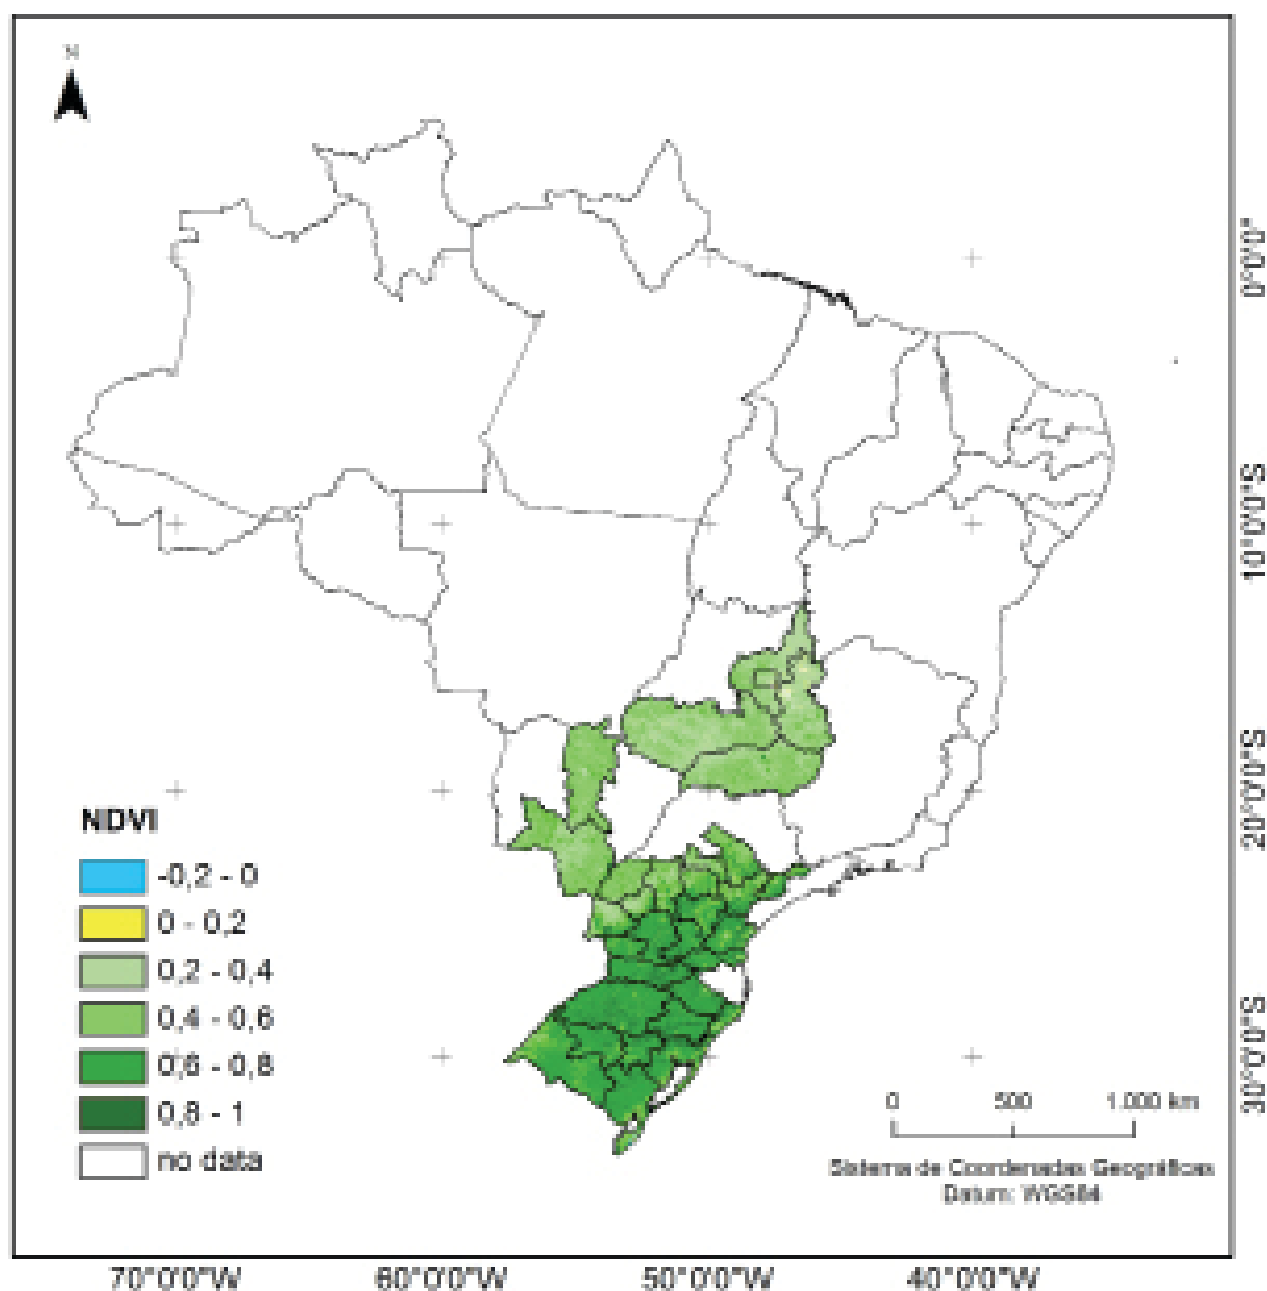 N
0°0'0"
10°0'0"S
20°0'0"S
30°0'0"S
NDVI
-0,2 - 0
0 - 0,2
0,2 - 0,4
0,4 - 0,6
0,6 - 0,8
0,8 - 1
no data
0 500 1.000 km
Sistema de Coordenadas Geográficas
Datum: WGS84
70°0'0"W 60°0'0"W 50°0'0"W 40°0'0"W